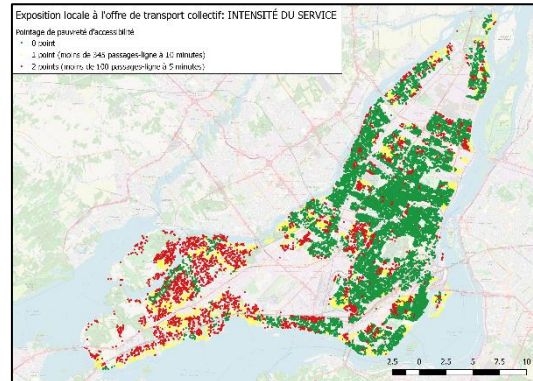 Exposition locale à l'offre de transport collectif: INTENSITÉ DU SERVICE
Pointage de pauvreté d'accessibilité
0 point
1 point (moins de 345 passages-ligne à 10 minutes)
2 points (moins de 100 passages-ligne à 5 minutes)
2.5 0 2.5 5 7.5 10